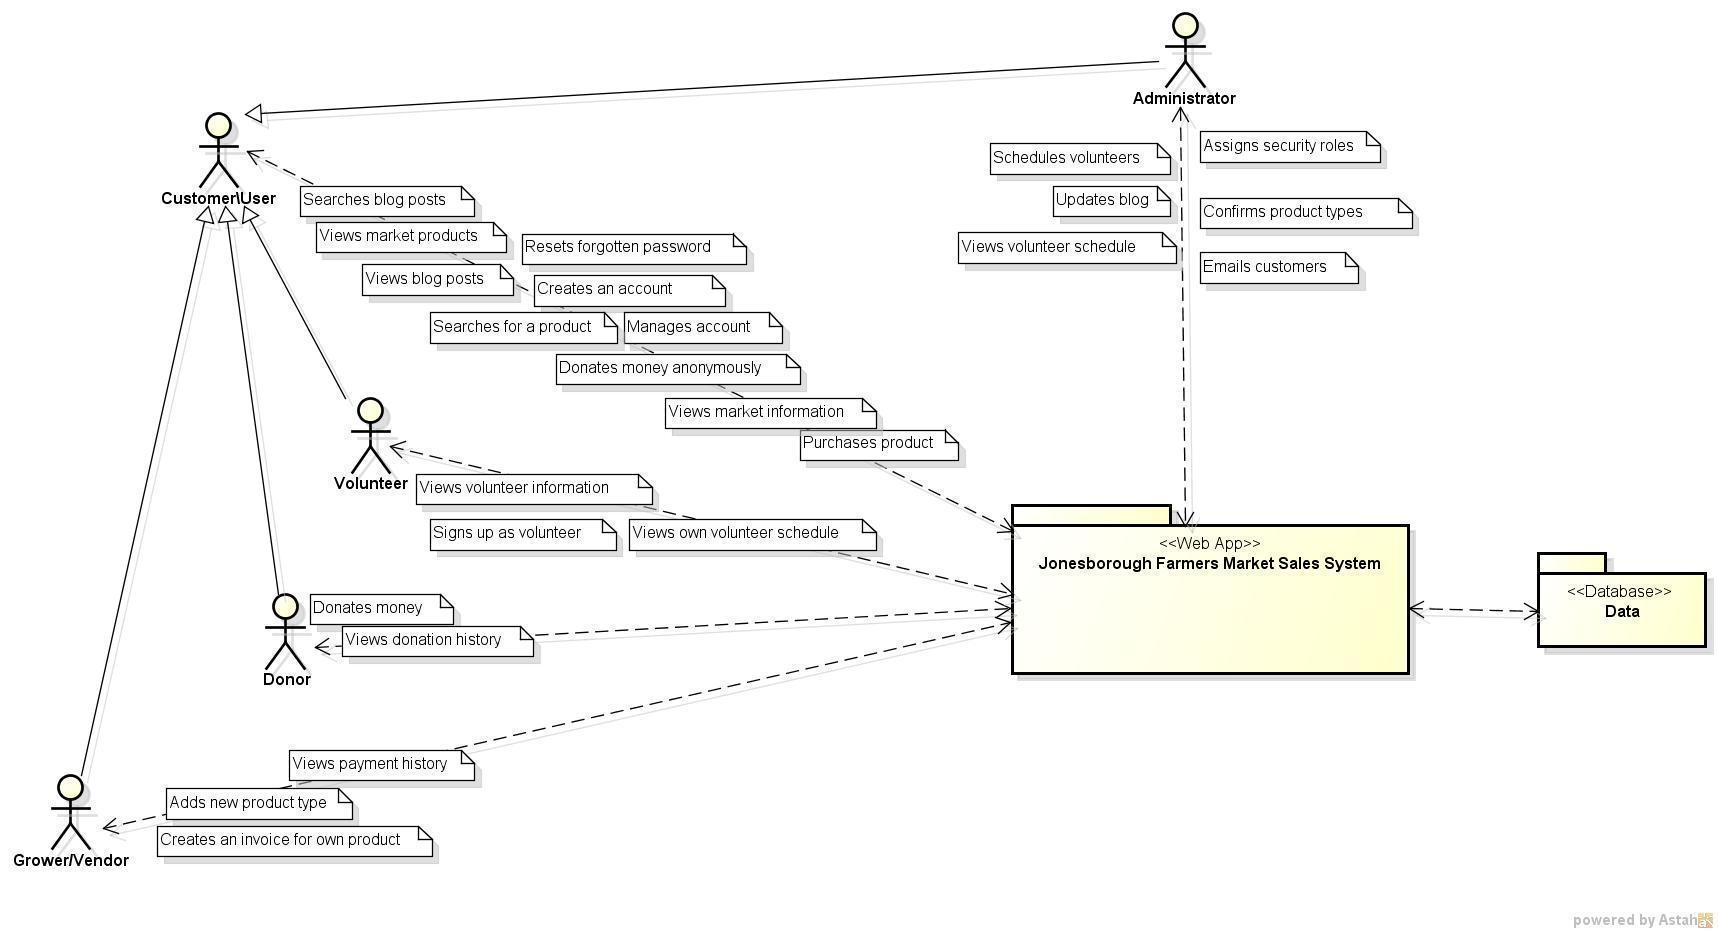 Administrator
Assigns security roles
Schedules volunteers
Customer\User
Searches blog posts
Updates blog
Confirms product types
Views market products
Resets forgotten password
Views volunteer schedule
Emails customers
Views blog posts
Creates an account
Searches for a product
Manages account
Donates money anonymously
Views market information
Purchases product
Volunteer
Views volunteer information
Signs up as volunteer
Views own volunteer schedule
<<Web App>>
Jonesborough Farmers Market Sales System
<<Database>>
Data
Donates money
Views donation history
Donor
Views payment history
Adds new product type
Creates an invoice for own product
Grower/Vendor
powered by Astah